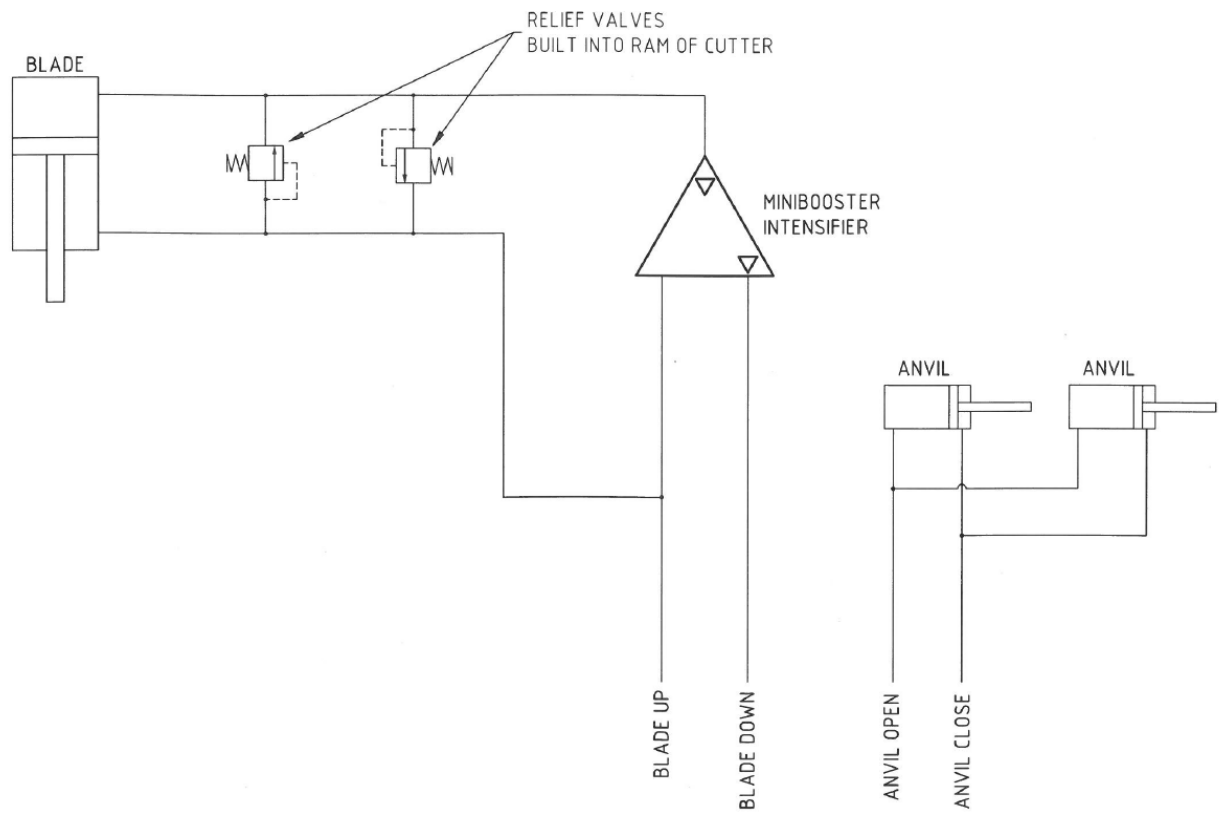 RELIEF VALVES
BUILT INTO RAM OF CUTTER
BLADE
MINIBOOSTER
INTENSIFIER
ANVIL
ANVIL
BLADE UP
BLADE DOWN
ANVIL OPEN
ANVIL CLOSE